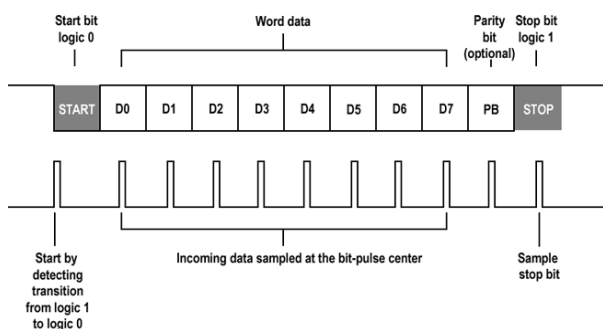 Start bit
logic 0
Word data
Parity
bit
(optional)
Stop bit
logic 1
START D0 D1 D2 D3 D4 D5 D6 D7 PB STOP
Start by
detecting
transition
from logic 1
to logic 0
Incoming data sampled at the bit-pulse center
Sample
stop bit